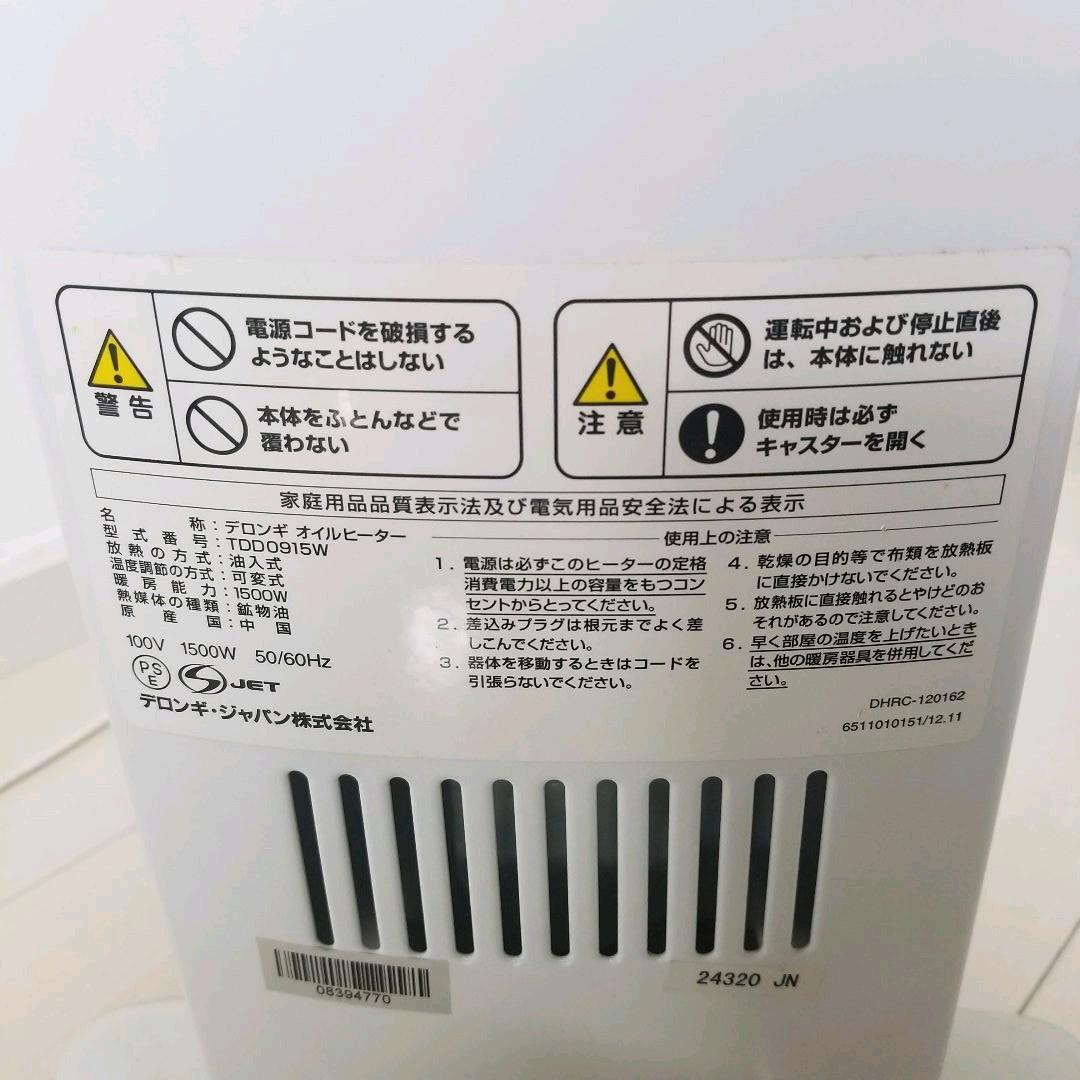 警告
電源コードを破損する
ようなことはしない
本体をふとんなどで
覆わない
注意
運転中および停止直後
は、本体に触れない
使用時は必ず
キャスターを開く
家庭用品品質表示法及び電気用品安全法による表示
名称：デロンギ オイルヒーター
型式番号：TDD0915W
放熱の方式：油入式
温度調節の方式：可変式
暖房能力：1500W
熱媒体の種類：鉱物油
原産国：中国
100V 1500W 50/60Hz
PSE
JET
デロンギ・ジャパン株式会社
使用上の注意
1．電源は必ずこのヒーターの定格
消費電力以上の容量をもつコン
セントからとってください。
2．差込みプラグは根元までよく差
しこんでください。
3．器体を移動するときはコードを
引張らないでください。
4．乾燥の目的等で布類を放熱板
に直接かけないでください。
5．放熱板に直接触れるとやけどのお
それがあるので注意してください。
6．早く部屋の温度を上げたいとき
は、他の暖房器具を併用してくだ
さい。
DHRC-120162
6511010151/12.11
08394770
24320 JN